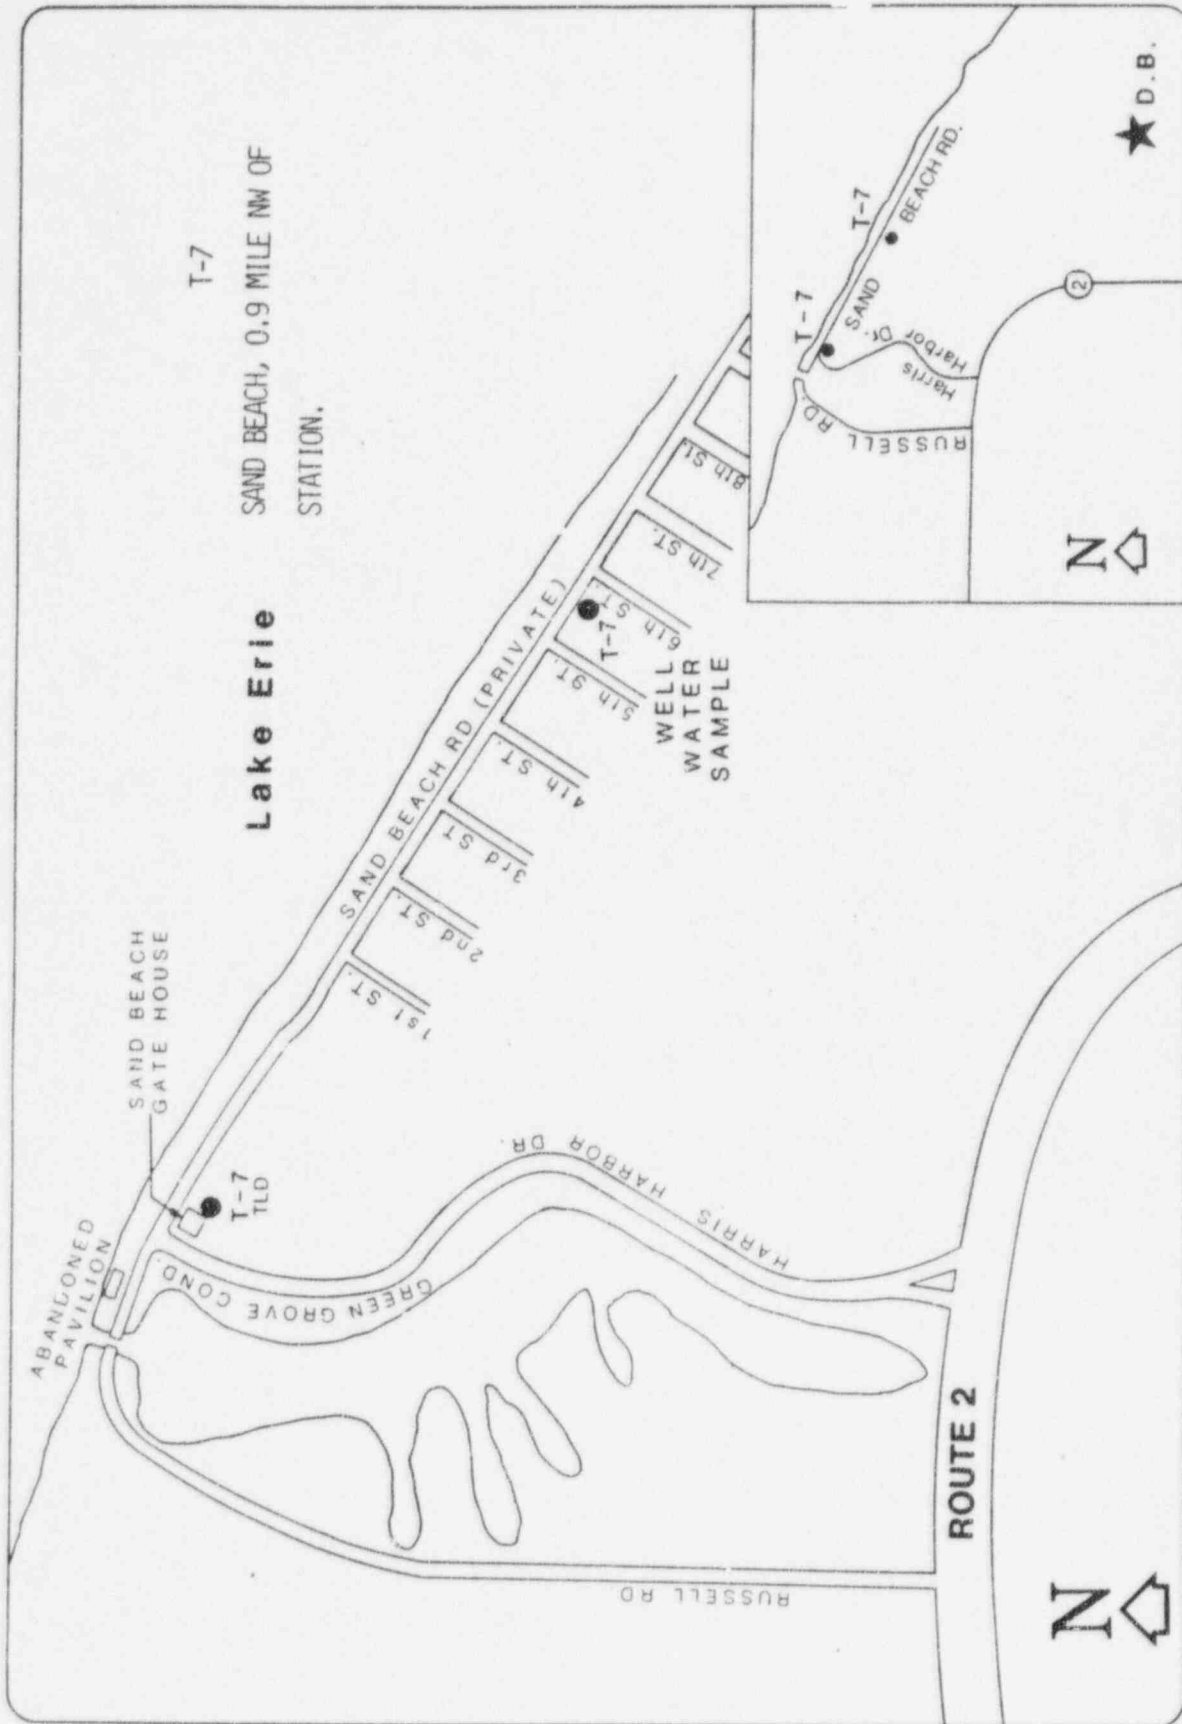 T-7
SAND BEACH, 0.9 MILE NW OF
STATION.
Lake Erie
ABANDONED
PAVILION
SAND BEACH
GATE HOUSE
T-7
TLD
SAND BEACH RD (PRIVATE)
1st ST.
2nd ST.
3rd ST
4th ST.
5th ST.
6th ST.
7th ST.
8th St.
T-7
WELL
WATER
SAMPLE
GREEN GROVE COND.
HARRIS HARBOR DR
RUSSELL RD
ROUTE 2
N
T-7
T-7
SAND BEACH RD.
Harris Harbor Dr.
RUSSELL RD.
2
D.B.
N